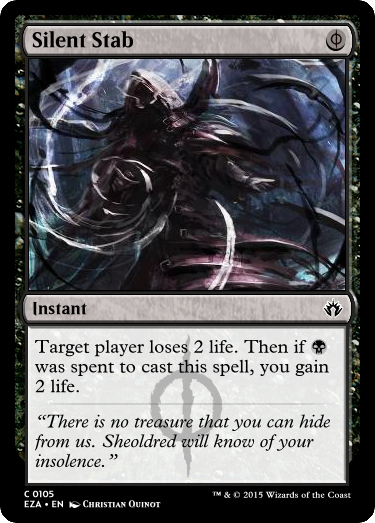 Silent Stab
Instant
Target player loses 2 life. Then if
was spent to cast this spell, you gain
2 life.
“There is no treasure that you can hide
from us. Sheoldred will know of your
insolence.”
C 0105
EZA • EN Christian Quinot
™ & © 2015 Wizards of the Coast